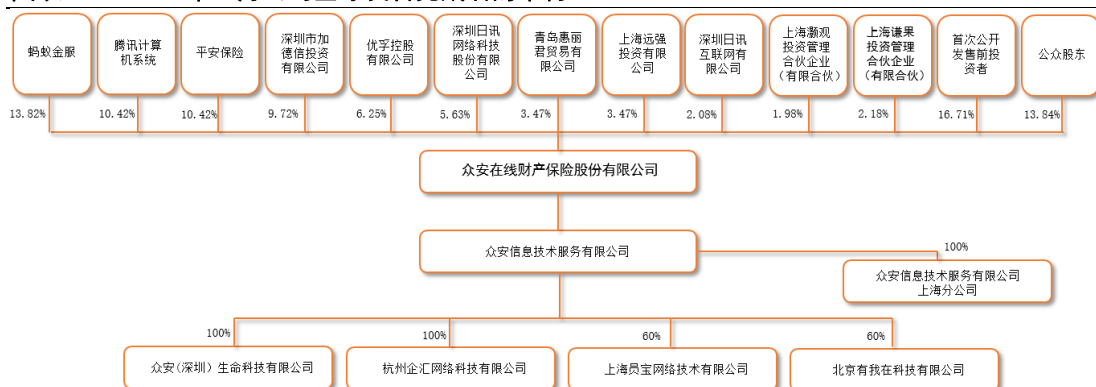 蚂蚁金服
腾讯计算
机系统
平安保险
深圳市加
德信投资
有限公司
优孚控股
有限公司
深圳日讯
网络科技
股份有限
公司
青岛惠丽
君贸易有
限公司
上海远强
投资有限
公司
深圳日讯
互联网有
限公司
上海灏观
投资管理
合伙企业
(有限合伙)
上海谦果
投资管理
合伙企业
(有限合伙)
首次公开
发售前投
资者
公众股东
13.82%
10.42%
10.42%
9.72%
6.25%
5.63%
3.47%
3.47%
2.08%
1.98%
2.18%
16.71%
13.84%
众安在线财产保险股份有限公司
众安信息技术服务有限公司
100%
众安信息技术服务有限公司
上海分公司
100%
100%
60%
60%
众安(深圳)生命科技有限公司
杭州企汇网络科技有限公司
上海员宝网络技术有限公司
北京有我在科技有限公司